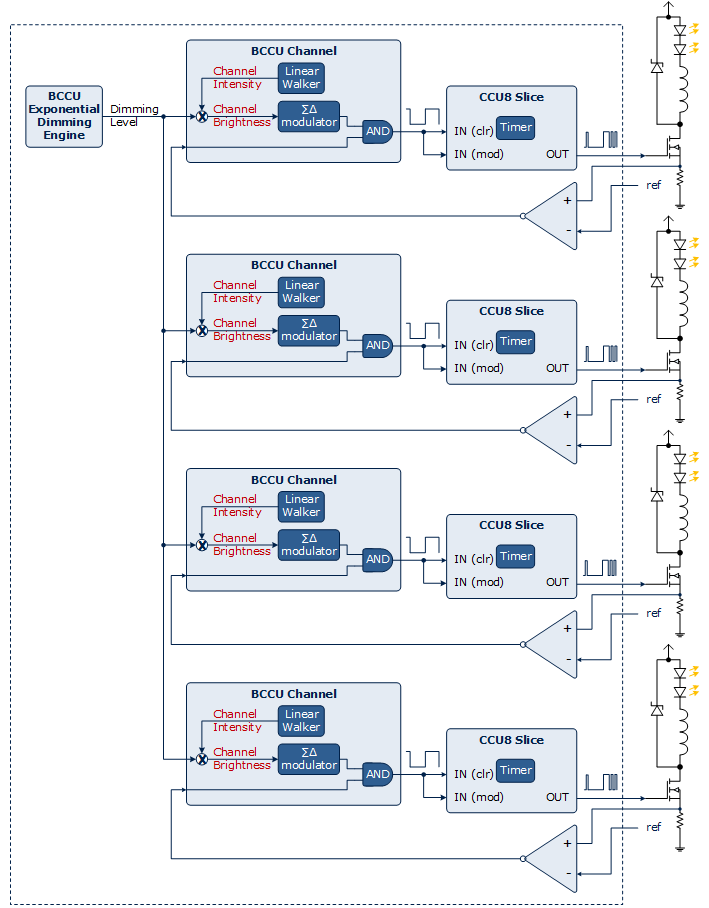 BCCU
Exponential
Dimming
Engine
Dimming
Level
BCCU Channel
Channel
Intensity
Linear
Walker
X
Channel
Brightness
ΣΔ
modulator
AND
CCU8 Slice
IN (clr)
Timer
IN (mod)
OUT
+
-
ref
BCCU Channel
Channel
Intensity
Linear
Walker
X
Channel
Brightness
ΣΔ
modulator
AND
CCU8 Slice
IN (clr)
Timer
IN (mod)
OUT
+
-
ref
BCCU Channel
Channel
Intensity
Linear
Walker
X
Channel
Brightness
ΣΔ
modulator
AND
CCU8 Slice
IN (clr)
Timer
IN (mod)
OUT
+
-
ref
BCCU Channel
Channel
Intensity
Linear
Walker
X
Channel
Brightness
ΣΔ
modulator
AND
CCU8 Slice
IN (clr)
Timer
IN (mod)
OUT
+
-
ref